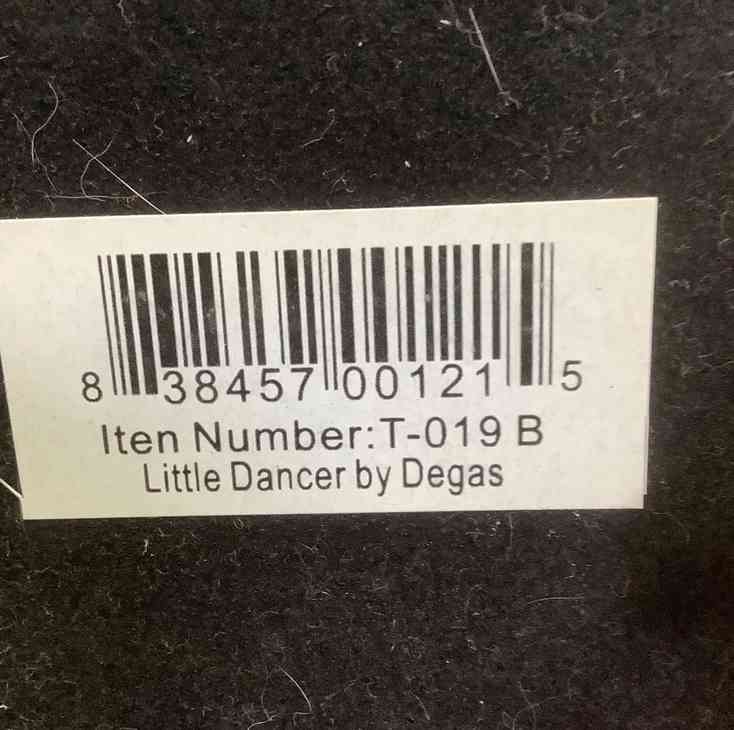 8 38457 00121 5
Iten Number:T-019 B
Little Dancer by Degas